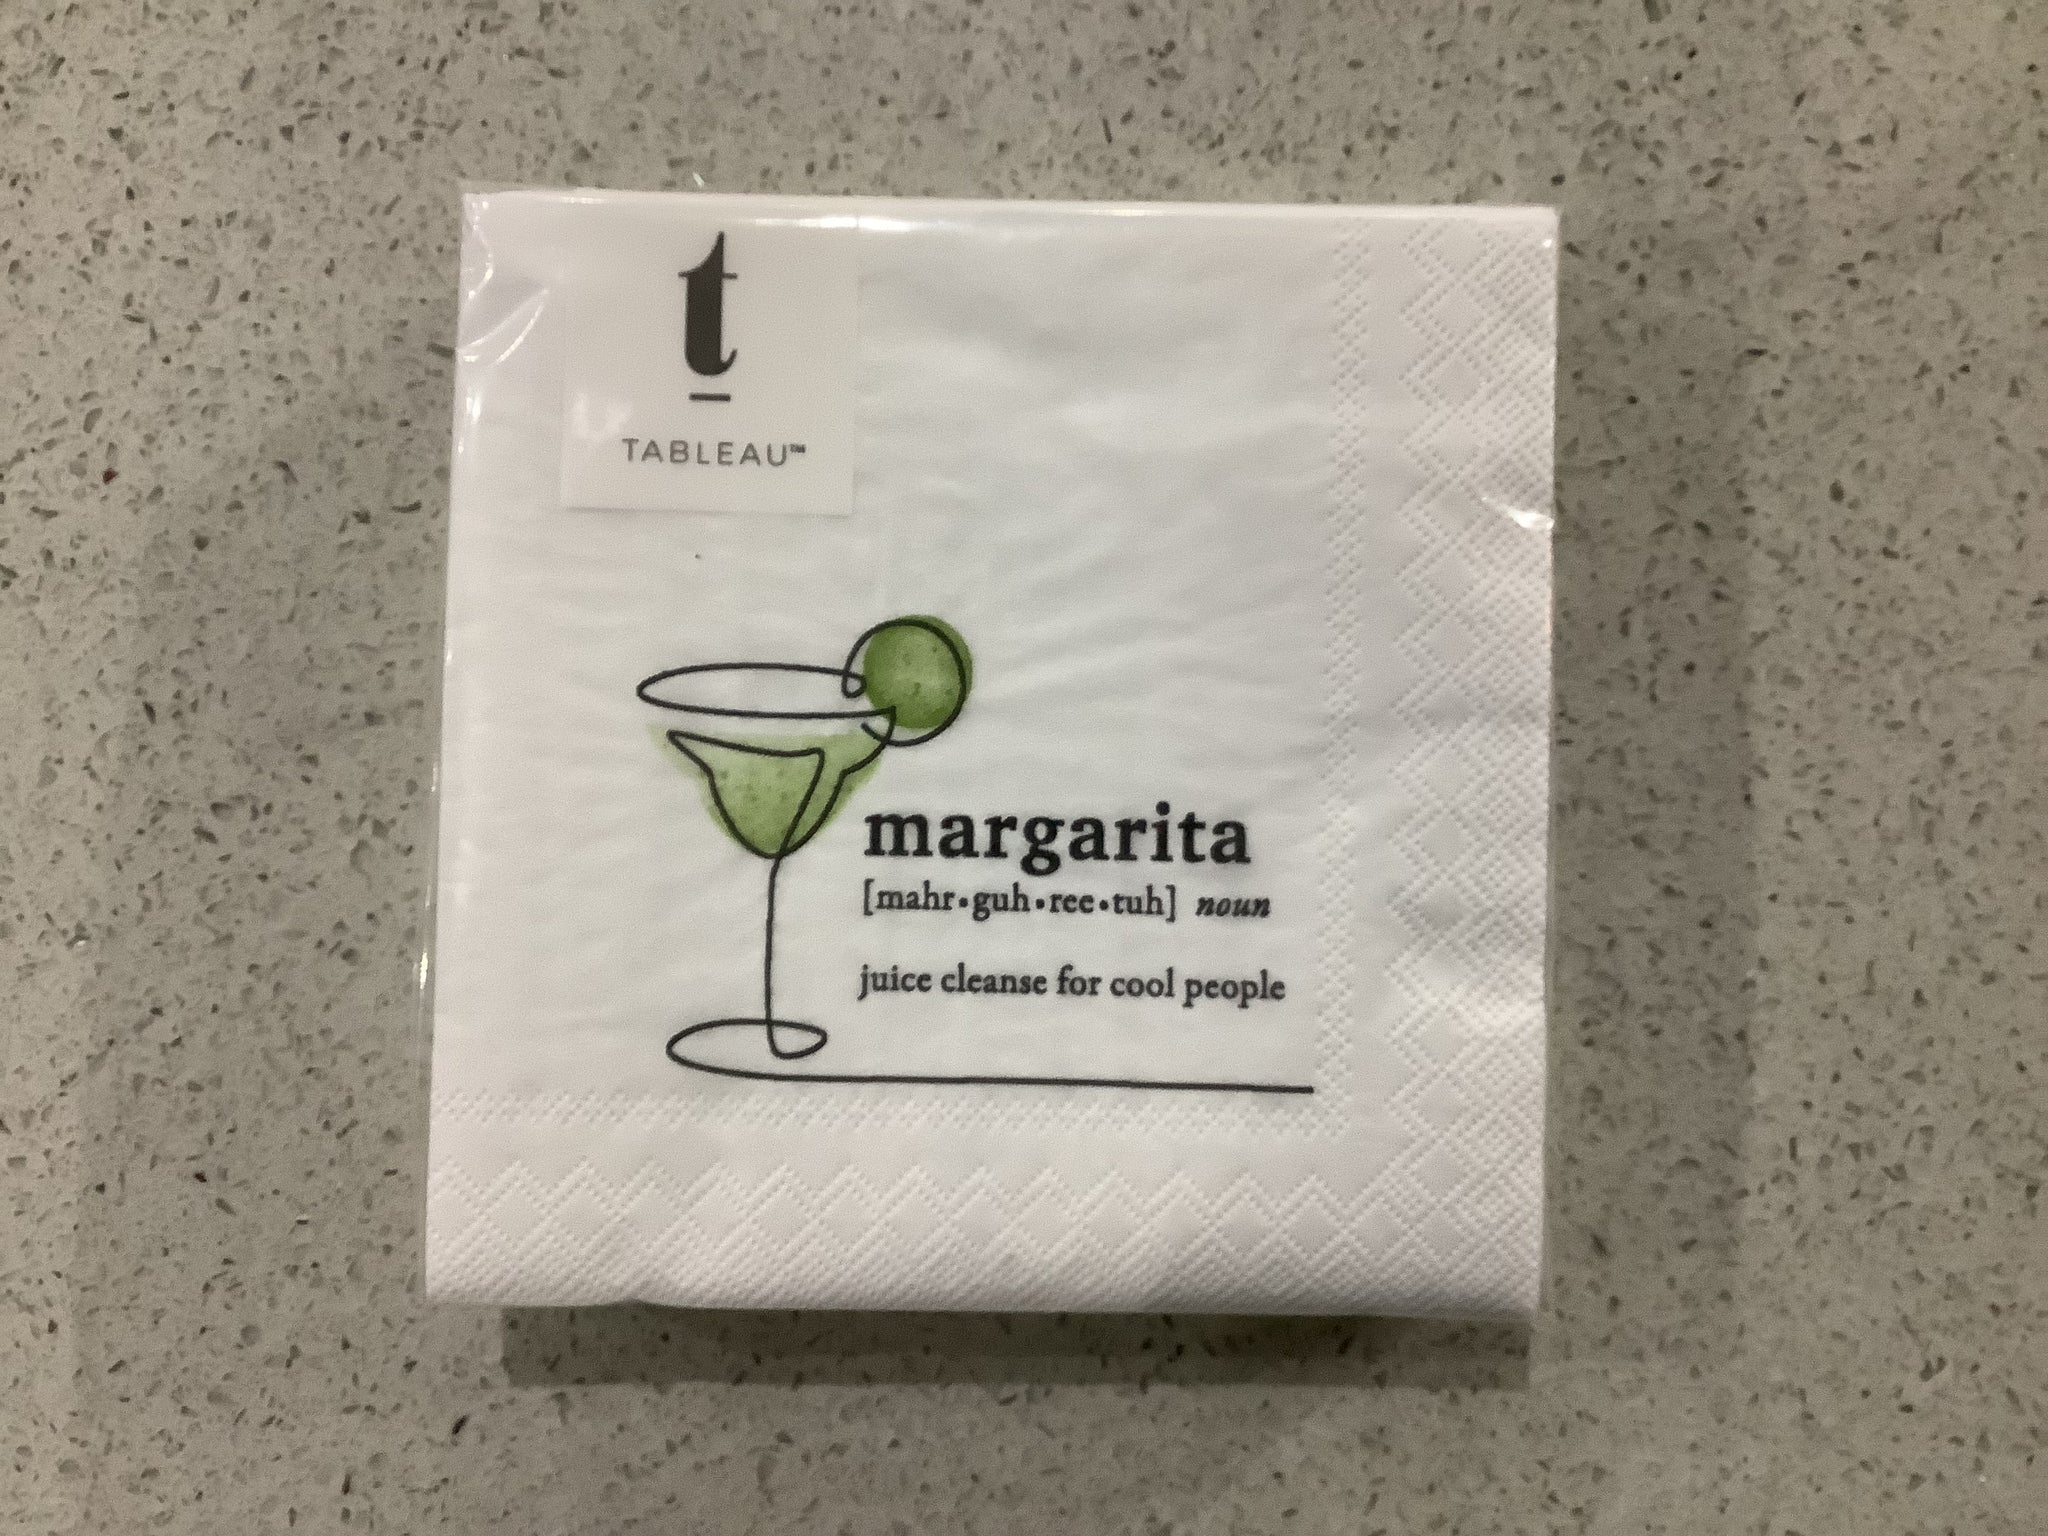 t
TABLEAU™
margarita
[mahr•guh•ree•tuh] noun
juice cleanse for cool people